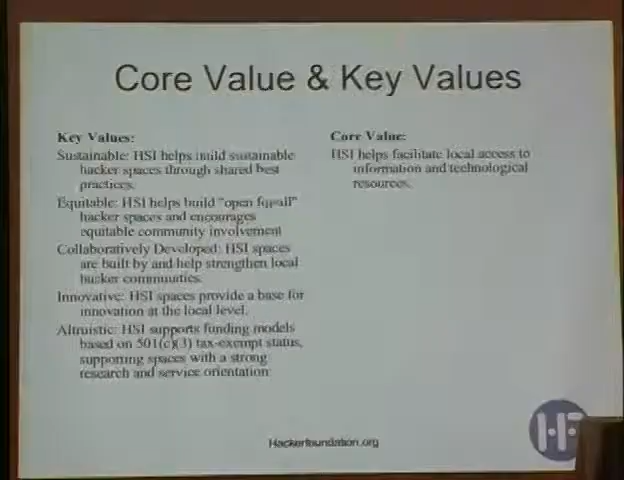 Core Value & Key Values
Key Values:
Sustainable: HSI helps build sustainable
hacker spaces through shared best
practices.
Equitable: HSI helps build "open for all"
hacker spaces and encourages
equitable community involvement
Collaboratively Developed: HSI spaces
are built by and help strengthen local
hacker communities.
Innovative: HSI spaces provide a base for
innovation at the local level.
Altruistic: HSI supports funding models
based on 501(c)(3) tax-exempt status,
supporting spaces with a strong
research and service orientation
Core Value:
HSI helps facilitate local access to
information and technological
resources.
Hackerfoundation.org
HF